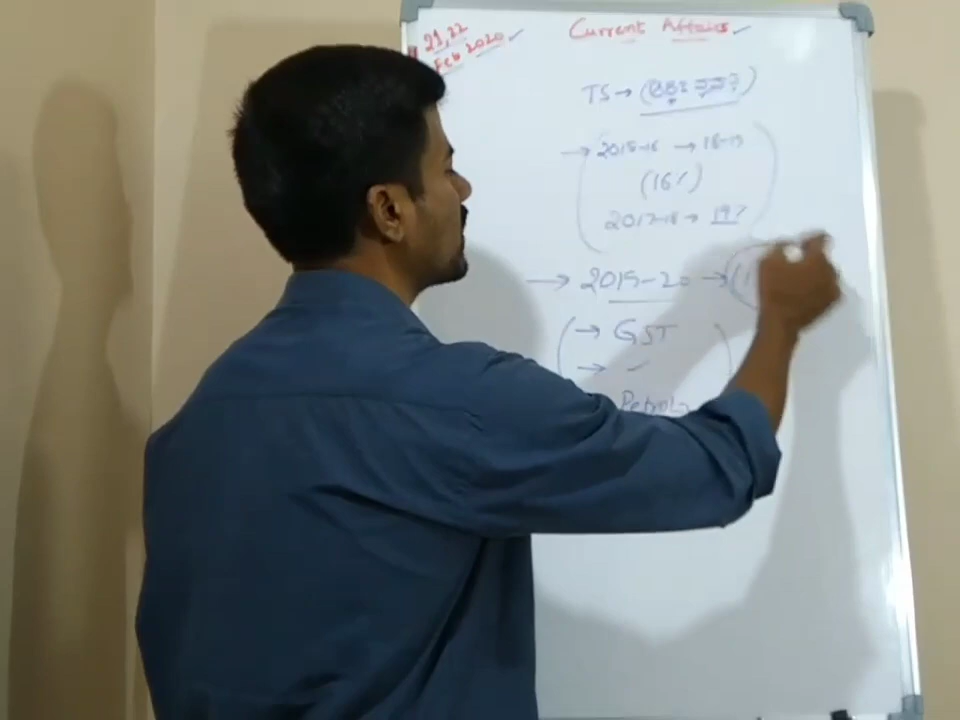 21,22
Feb 2020
Current Affairs
TS →
→ 2015-16 → 18-19
(16%)
2017-18 → 19%
→ 2019-20 → (1
→ GST
→
Petrol